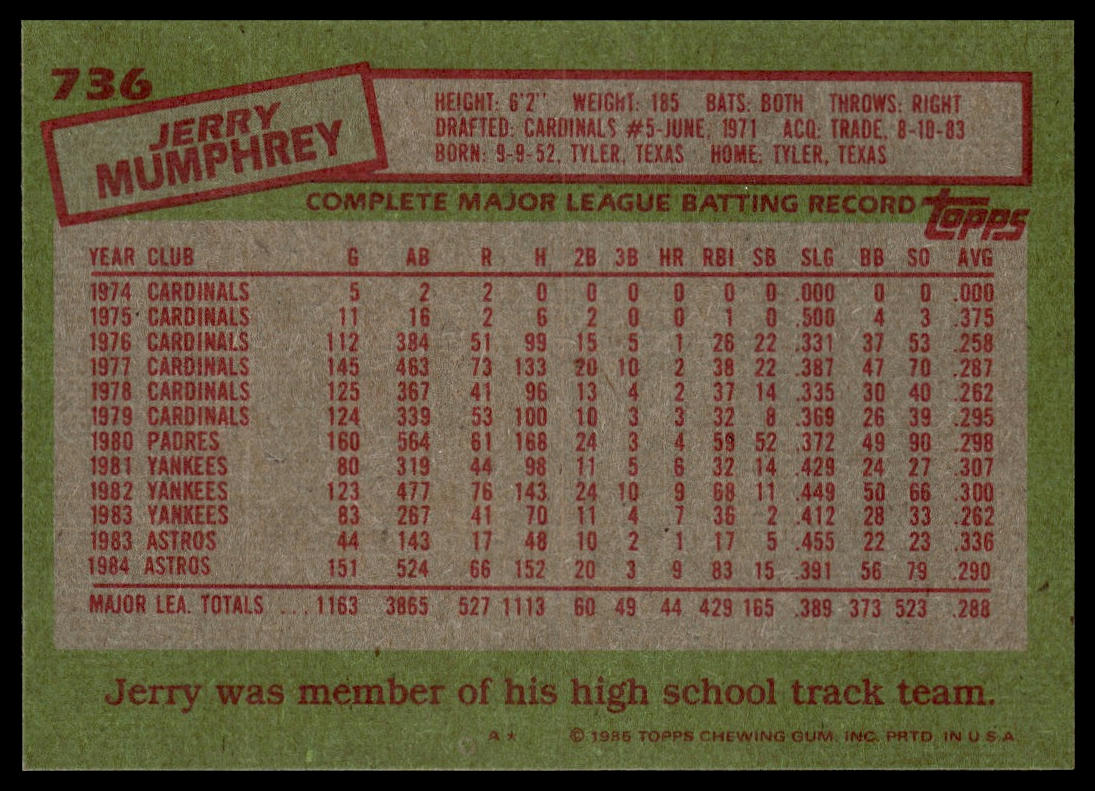 736
JERRY
MUMPHREY
HEIGHT: 6'2" WEIGHT: 185 BATS: BOTH THROWS: RIGHT
DRAFTED: CARDINALS #5-JUNE, 1971 ACQ: TRADE, 8-10-83
BORN: 9-9-52, TYLER, TEXAS HOME: TYLER, TEXAS
COMPLETE MAJOR LEAGUE BATTING RECORD topps
YEAR CLUB G AB R H 2B 3B HR RBI SB SLG BB SO AVG
1974 CARDINALS 5 2 2 0 0 0 0 0 0 .000 0 0 .000
1975 CARDINALS 11 16 2 6 2 0 0 1 0 .500 4 3 .375
1976 CARDINALS 112 384 51 99 15 5 1 26 22 .331 37 53 .258
1977 CARDINALS 145 463 73 133 20 10 2 38 22 .387 47 70 .287
1978 CARDINALS 125 367 41 96 13 4 2 37 14 .335 30 40 .262
1979 CARDINALS 124 339 53 100 10 3 3 32 8 .369 26 39 .295
1980 PADRES 160 564 61 168 24 3 4 59 52 .372 49 90 .298
1981 YANKEES 80 319 44 98 11 5 6 32 14 .429 24 27 .307
1982 YANKEES 123 477 76 143 24 10 9 68 11 .449 50 66 .300
1983 YANKEES 83 267 41 70 11 4 7 36 2 .412 28 33 .262
1983 ASTROS 44 143 17 48 10 2 1 17 5 .455 22 23 .336
1984 ASTROS 151 524 66 152 20 3 9 83 15 .391 56 79 .290
MAJOR LEA. TOTALS ... 1163 3865 527 1113 60 49 44 429 165 .389 373 523 .288
Jerry was member of his high school track team.
A* © 1985 TOPPS CHEWING GUM, INC. PRTD. IN U.S.A.